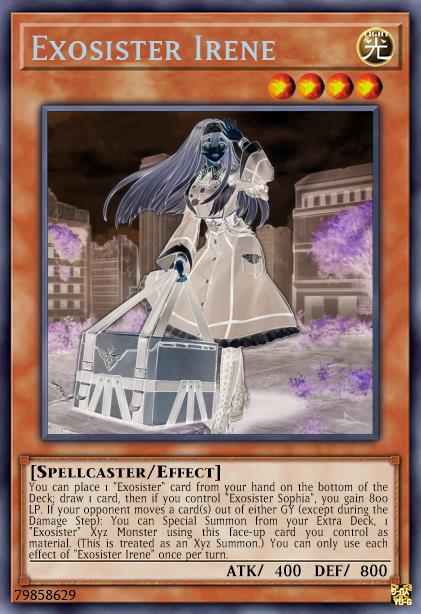 Exosister Irene
LIGHT
光
[Spellcaster/Effect]
You can place 1 "Exosister" card from your hand on the bottom of the
Deck; draw 1 card, then if you control "Exosister Sophia", you gain 800
LP. If your opponent moves a card(s) out of either GY (except during the
Damage Step): You can Special Summon from your Extra Deck, 1
"Exosister" Xyz Monster using this face-up card you control as
material. (This is treated as an Xyz Summon.) You can only use each
effect of "Exosister Irene" once per turn.
ATK/ 400 DEF/ 800
79858629